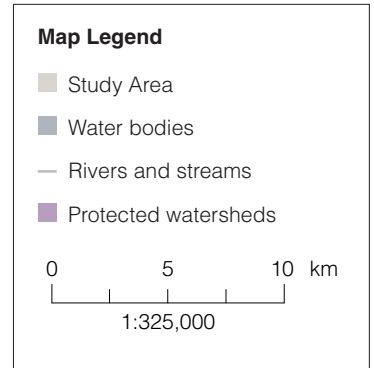 Map Legend
Study Area
Water bodies
Rivers and streams
Protected watersheds
0 5 10 km
1:325,000